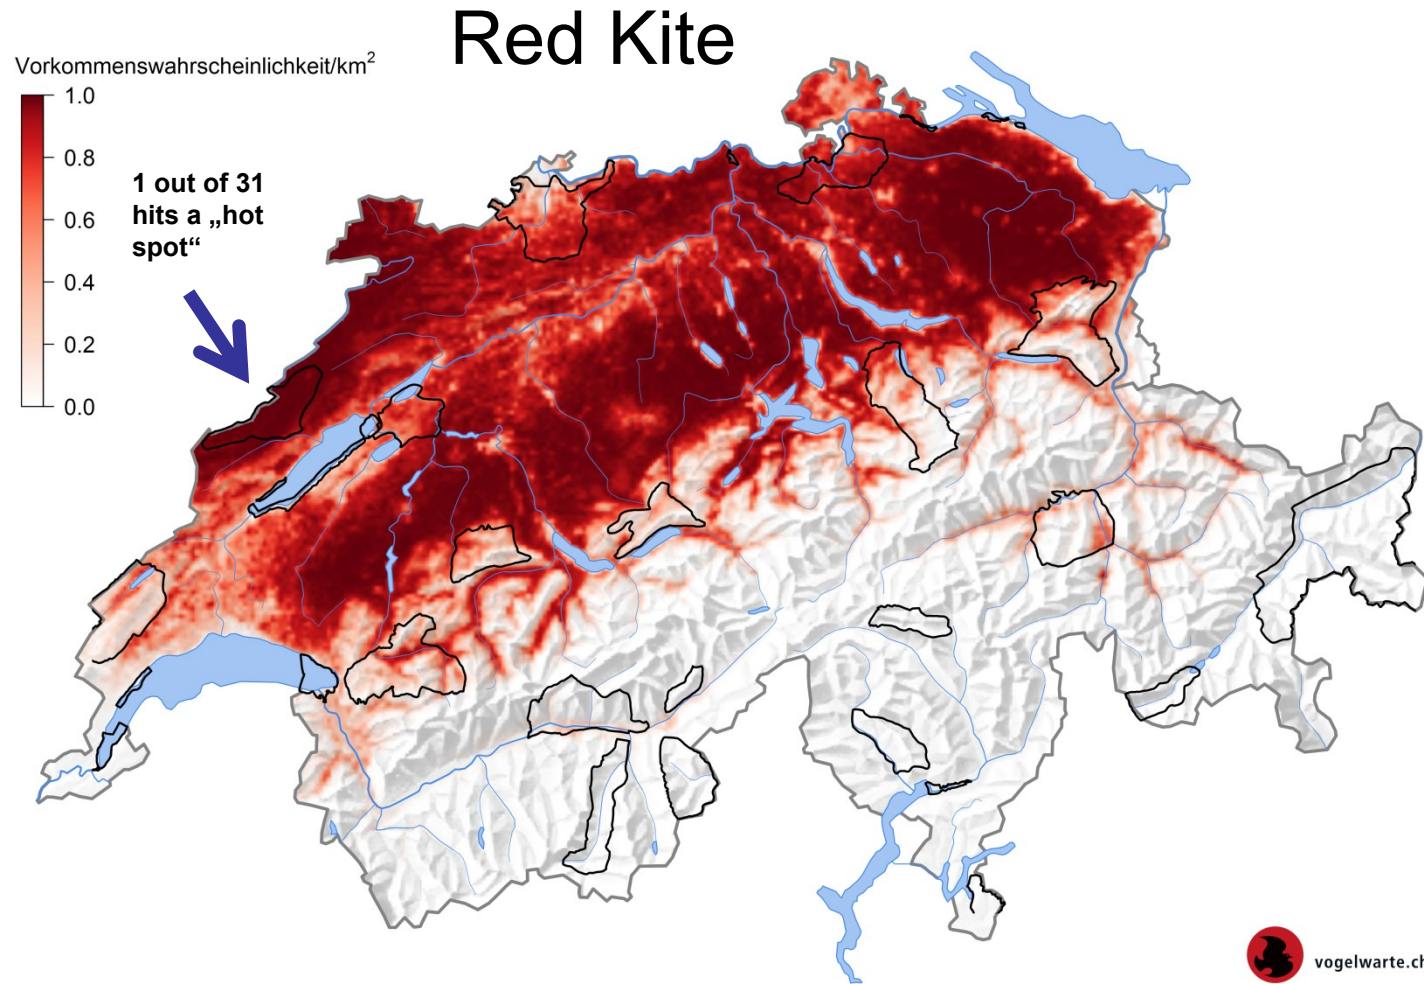 Red Kite
Vorkommenswahrscheinlichkeit/km²
1.0
0.8
0.6
0.4
0.2
0.0
1 out of 31
hits a „hot
spot“
vogelwarte.ch